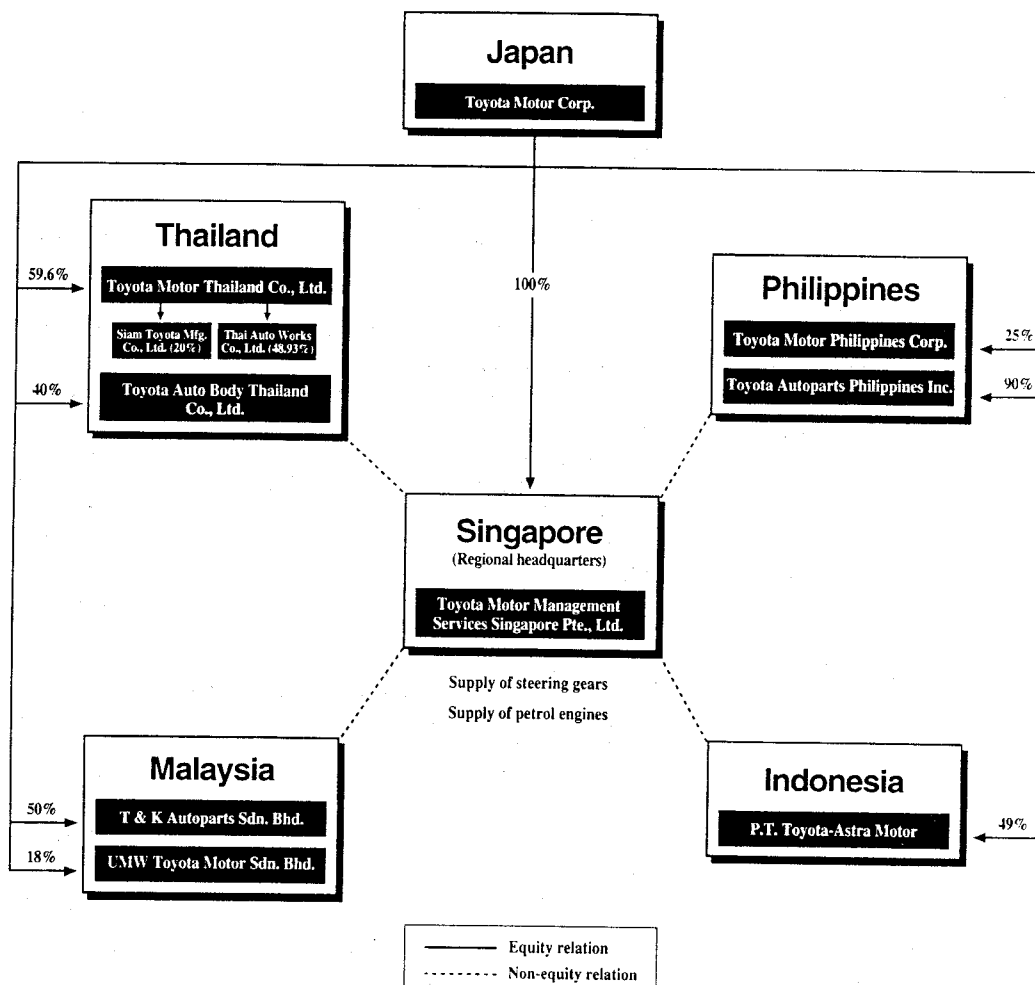 Japan
Toyota Motor Corp.
Thailand
59.6%
Toyota Motor Thailand Co., Ltd.
Siam Toyota Mfg.
Co., Ltd. (20%)
Thai Auto Works
Co., Ltd. (48.93%)
40%
Toyota Auto Body Thailand
Co., Ltd.
100%
Philippines
Toyota Motor Philippines Corp.
25%
Toyota Autoparts Philippines Inc.
90%
Singapore
(Regional headquarters)
Toyota Motor Management
Services Singapore Pte., Ltd.
Supply of steering gears
Supply of petrol engines
Malaysia
50%
T & K Autoparts Sdn. Bhd.
18%
UMW Toyota Motor Sdn. Bhd.
Indonesia
P.T. Toyota-Astra Motor
49%
Equity relation
Non-equity relation